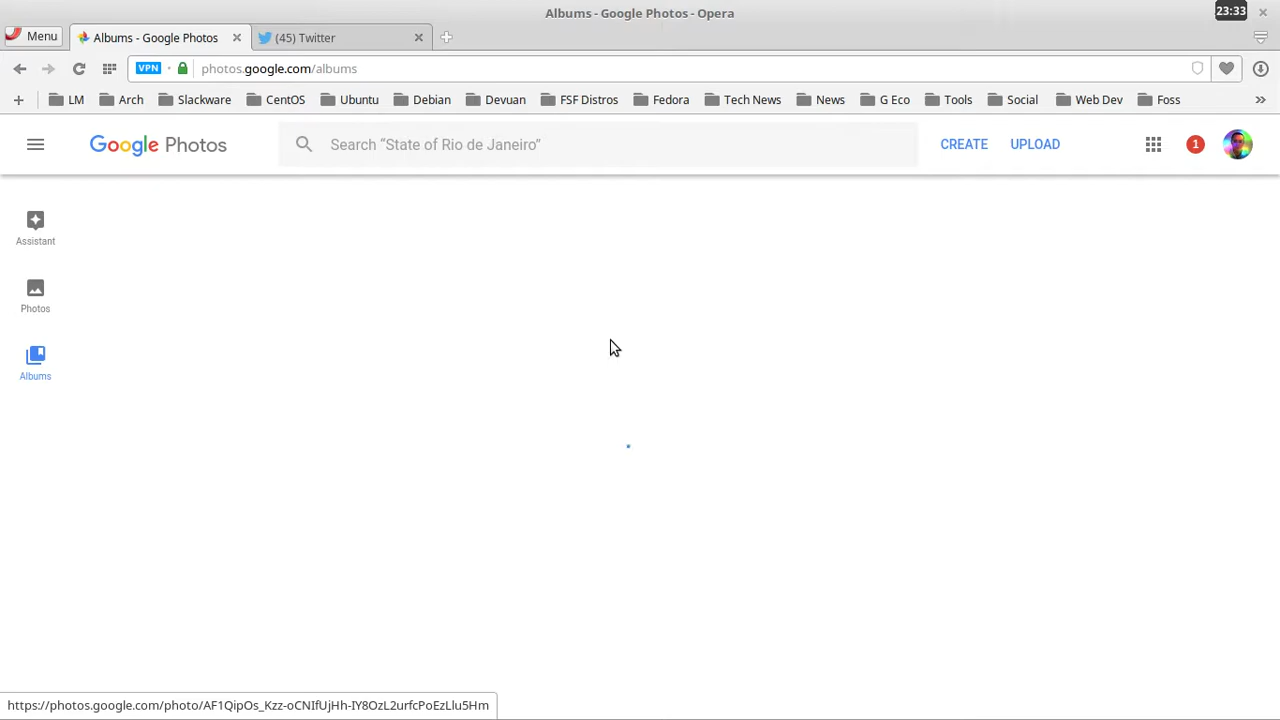 Albums - Google Photos - Opera
23:33
Menu
Albums - Google Photos
(45) Twitter
VPN
photos.google.com/albums
LM
Arch
Slackware
CentOS
Ubuntu
Debian
Devuan
FSF Distros
Fedora
Tech News
News
G Eco
Tools
Social
Web Dev
Foss
Google Photos
Search “State of Rio de Janeiro”
CREATE
UPLOAD
1
Assistant
Photos
Albums
https://photos.google.com/photo/AF1QipOs_Kzz-oCNIfUjHh-IY8OzL2urfcPoEzLlu5Hm